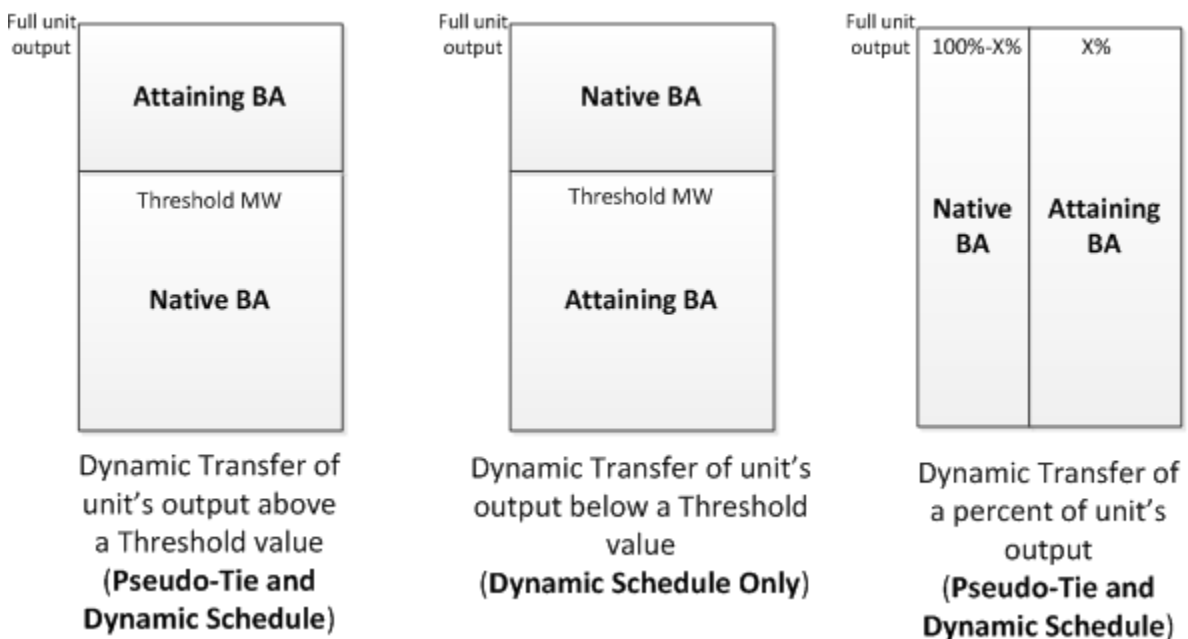 Full unit
output
Attaining BA
Threshold MW
Native BA
Dynamic Transfer of
unit's output above
a Threshold value
(Pseudo-Tie and
Dynamic Schedule)
Full unit
output
Native BA
Threshold MW
Attaining BA
Dynamic Transfer of unit's
output below a Threshold
value
(Dynamic Schedule Only)
Full unit
output
100%-X%
X%
Native
BA
Attaining
BA
Dynamic Transfer of
a percent of unit's
output
(Pseudo-Tie and
Dynamic Schedule)